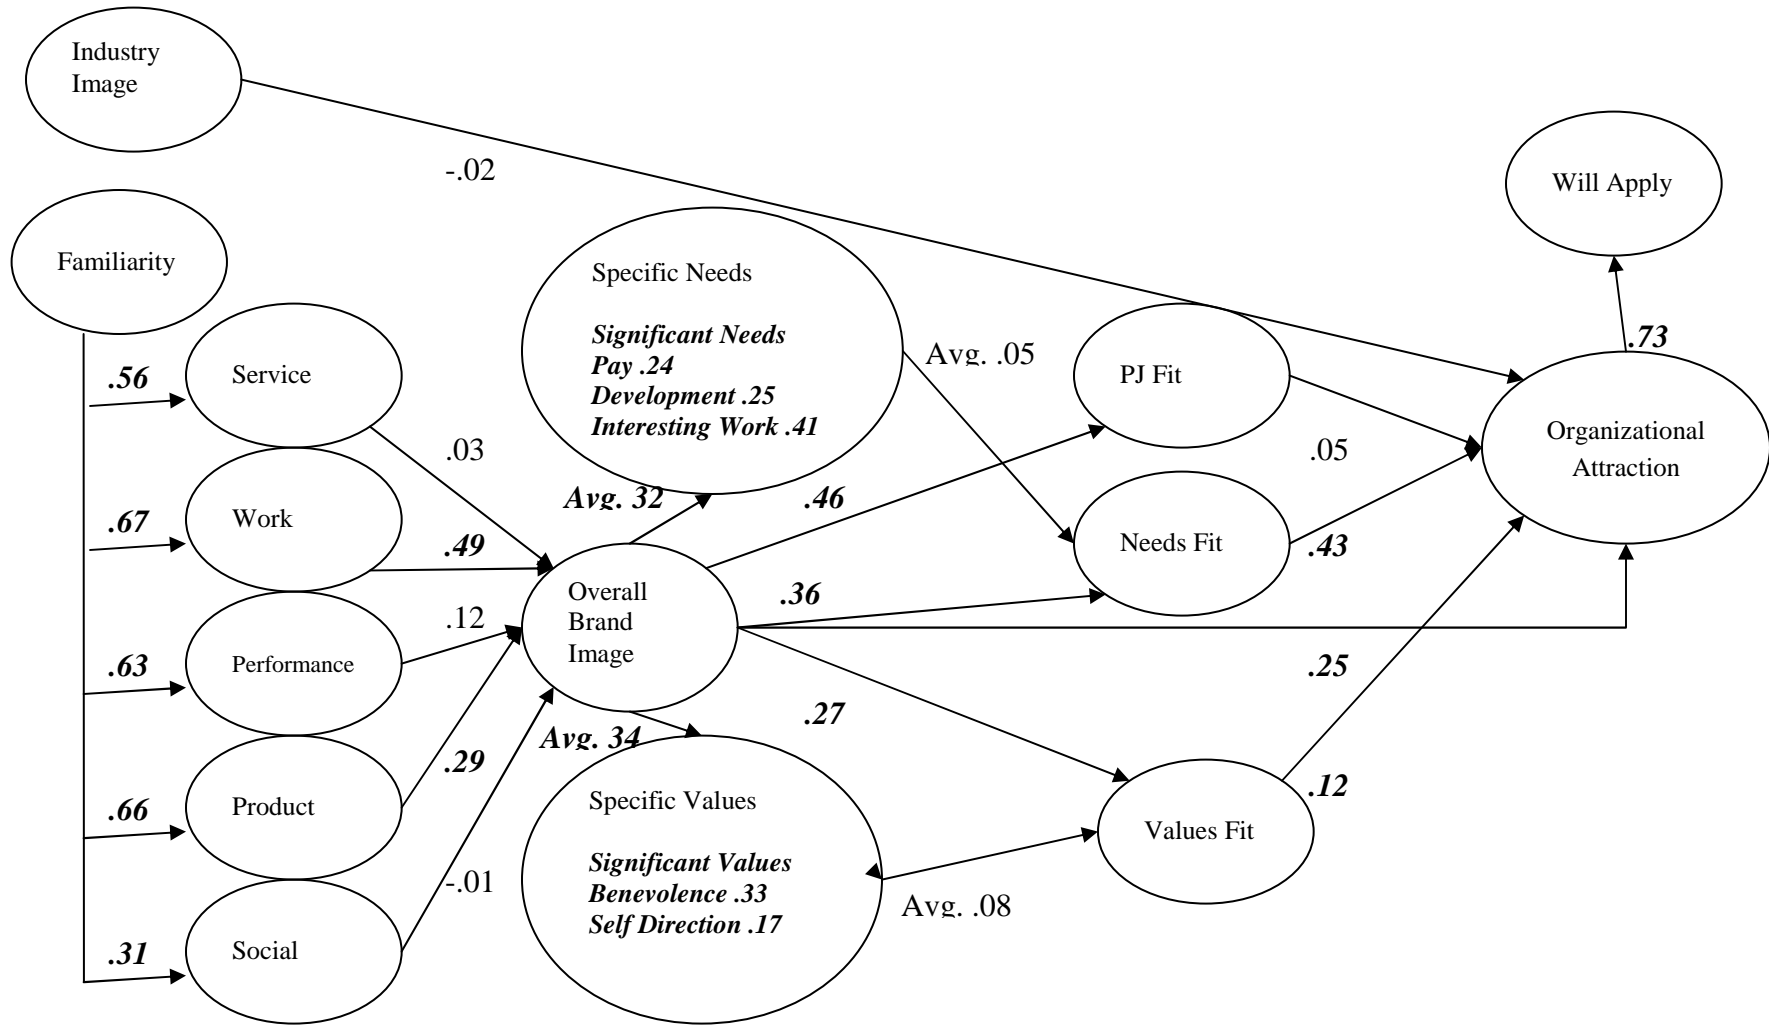 Industry
Image
-.02
Will Apply
Familiarity
Specific Needs
Significant Needs
Pay .24
Development .25
Interesting Work .41
Avg. .05
.73
.56
Service
.03
PJ Fit
.05
Organizational
Attraction
Avg. 32
.46
.67
Work
.49
Needs Fit
.43
Overall
Brand
Image
.36
.12
.63
Performance
.25
.27
Avg. 34
.29
.66
Product
.12
Specific Values
Significant Values
Benevolence .33
Self Direction .17
Values Fit
-.01
Avg. .08
.31
Social